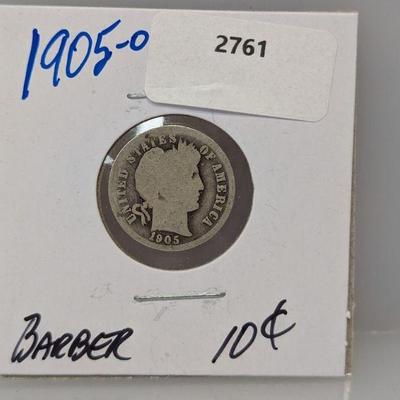 1905-O
2761
UNITED STATES OF AMERICA
1905
BARBER 10¢